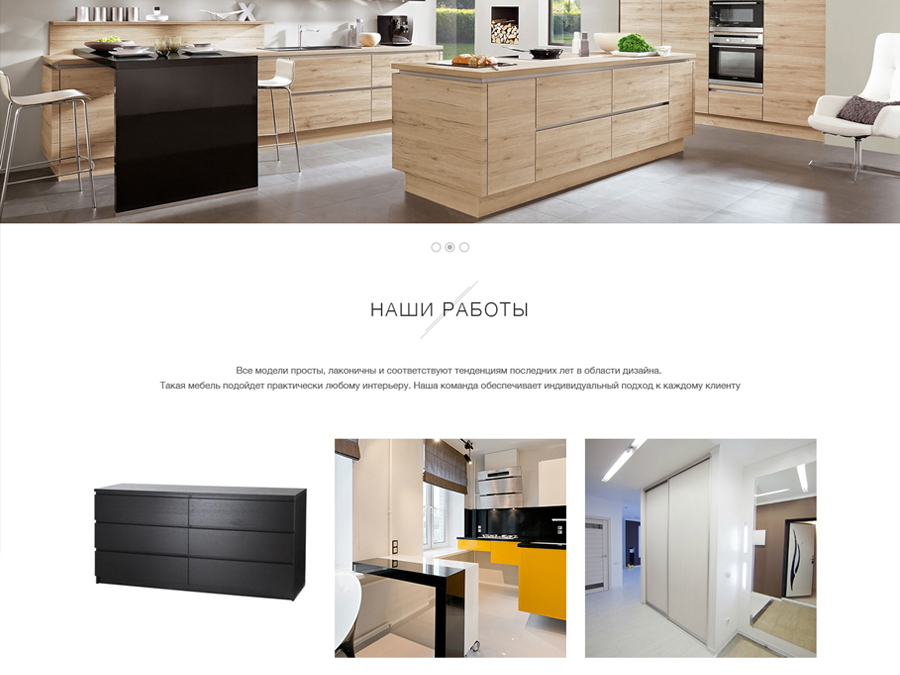 НАШИ РАБОТЫ
Все модели просты, лаконичны и соответствуют тенденциям последних лет в области дизайна.
Такая мебель подойдет практически любому интерьеру. Наша команда обеспечивает индивидуальный подход к каждому клиенту